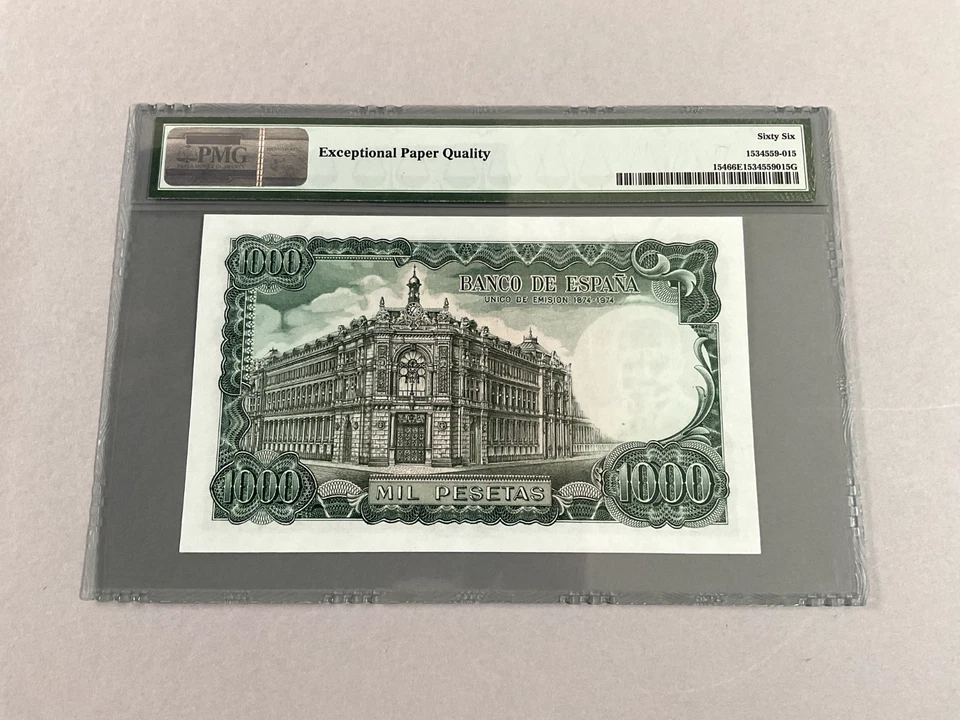 PMG
Exceptional Paper Quality
Sixty Six
1534559-015
15466E1534559015G
1000
BANCO DE ESPAÑA
UNICO DE EMISION 1874-1974
1000
MIL PESETAS
1000